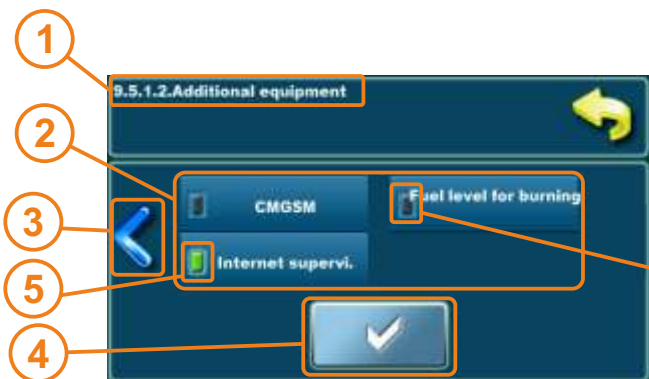 1
9.5.1.2.Additional equipment
2
CMGSM
Fuel level for burning
3
Internet supervi.
5
4